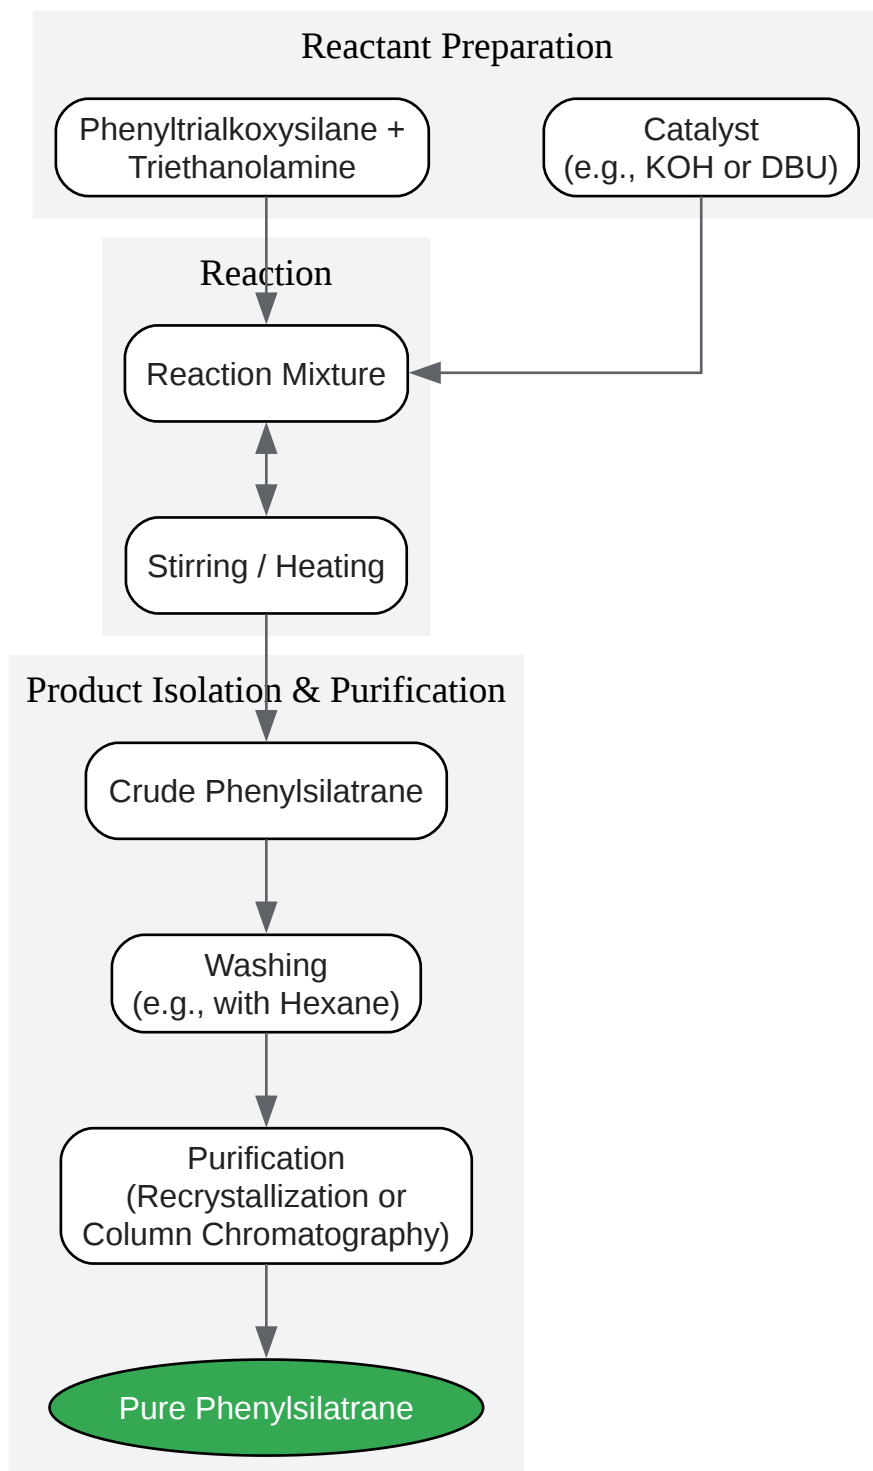 Reactant Preparation
Phenyltrialkoxysilane +
Triethanolamine
Catalyst
(e.g., KOH or DBU)
Reaction
Reaction Mixture
Stirring / Heating
Product Isolation & Purification
Crude Phenylsilatrane
Washing
(e.g., with Hexane)
Purification
(Recrystallization or
Column Chromatography)
Pure Phenylsilatrane